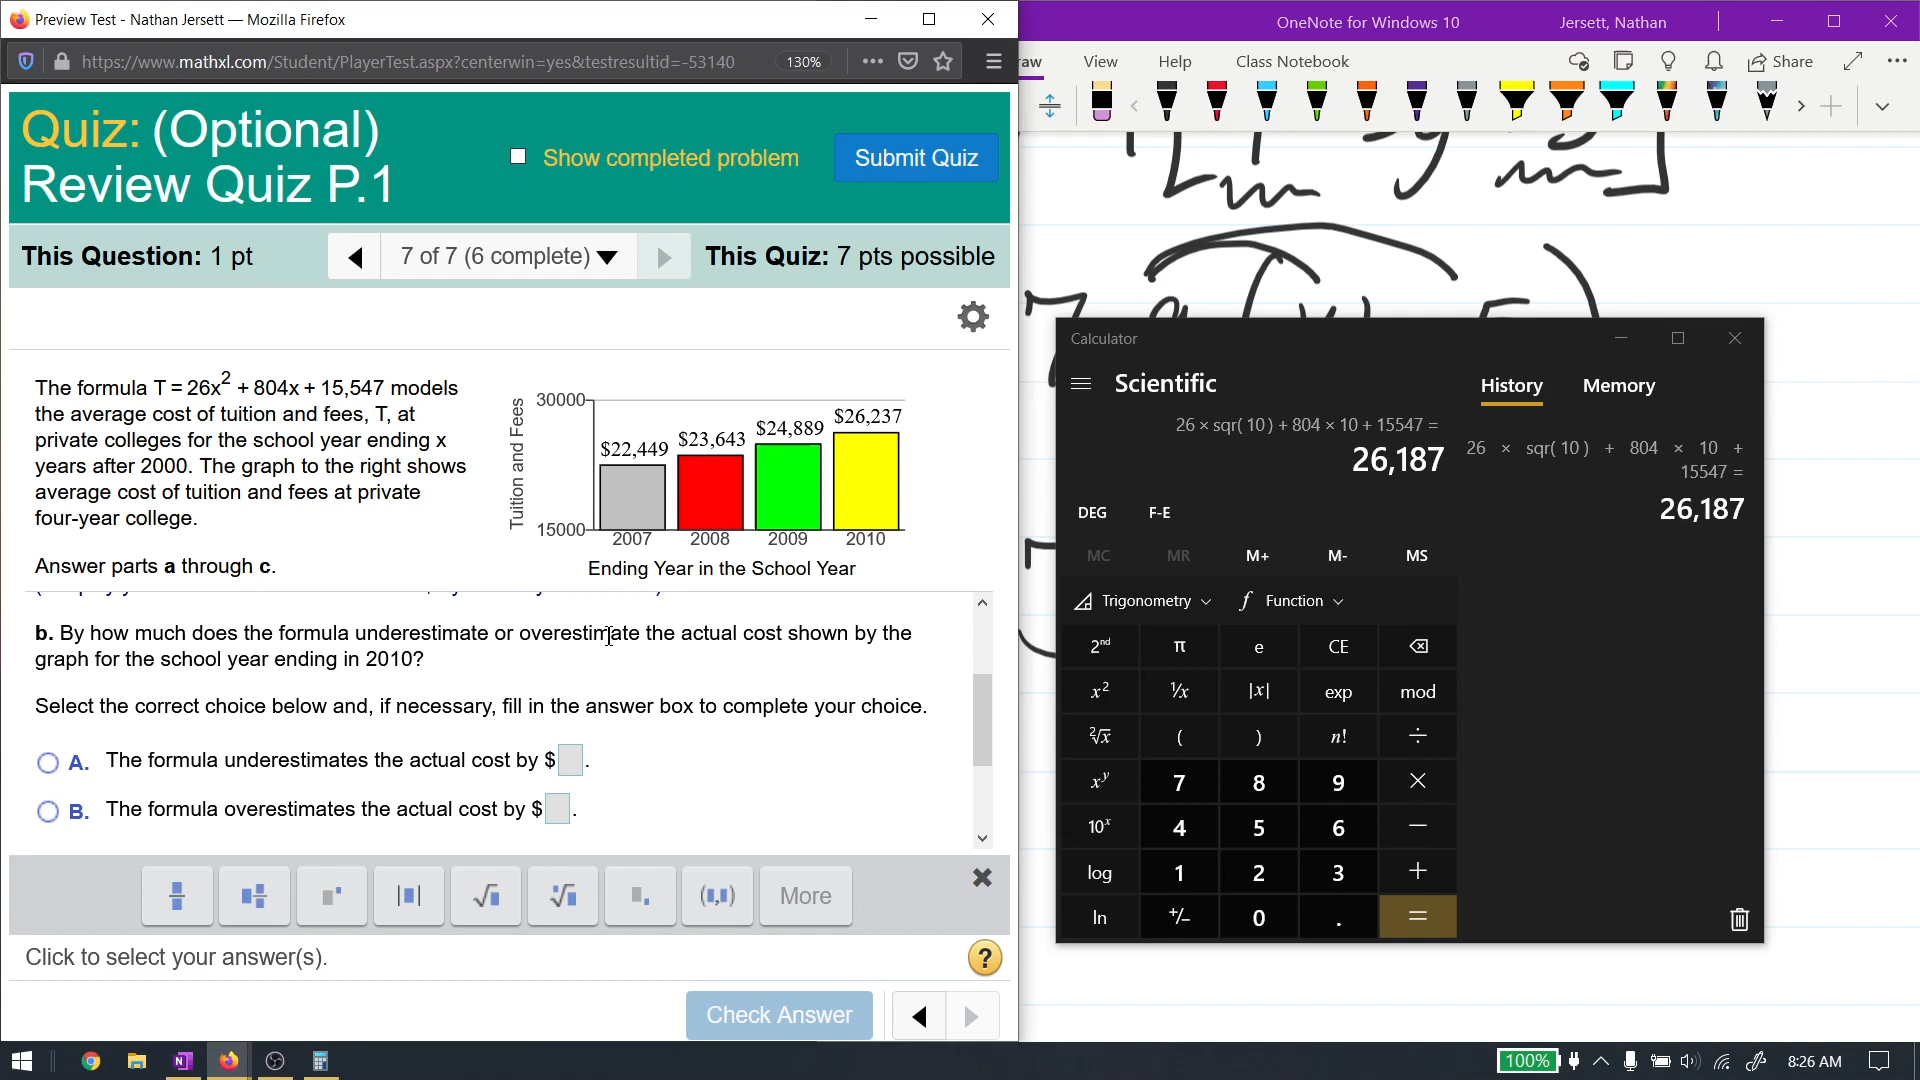 Preview Test - Nathan Jersett — Mozilla Firefox
https://www.mathxl.com/Student/PlayerTest.aspx?centerwin=yes&testresultid=-53140
130%
Quiz: (Optional)
Review Quiz P.1
Show completed problem
Submit Quiz
This Question: 1 pt
7 of 7 (6 complete)
This Quiz: 7 pts possible
The formula T = 26x² + 804x + 15,547 models
the average cost of tuition and fees, T, at
private colleges for the school year ending x
years after 2000. The graph to the right shows
average cost of tuition and fees at private
four-year college.
Answer parts a through c.
Tuition and Fees
30000
15000
$22,449
$23,643
$24,889
$26,237
2007
2008
2009
2010
Ending Year in the School Year
b. By how much does the formula underestimate or overestimate the actual cost shown by the
graph for the school year ending in 2010?
Select the correct choice below and, if necessary, fill in the answer box to complete your choice.
A. The formula underestimates the actual cost by $ .
B. The formula overestimates the actual cost by $ .
More
Click to select your answer(s).
?
Check Answer
OneNote for Windows 10
Jersett, Nathan
View
Help
Class Notebook
Share
Calculator
Scientific
History
Memory
26 × sqr( 10 ) + 804 × 10 + 15547 =
26,187
26 × sqr( 10 ) + 804 × 10 +
15547 =
26,187
DEG
F-E
MC
MR
M+
M-
MS
Trigonometry
f Function
2ⁿᵈ
π
e
CE
x²
¹/x
|x|
exp
mod
²√x
(
)
n!
÷
xʸ
7
8
9
×
10ˣ
4
5
6
−
log
1
2
3
+
ln
+/−
0
.
=
100%
8:26 AM